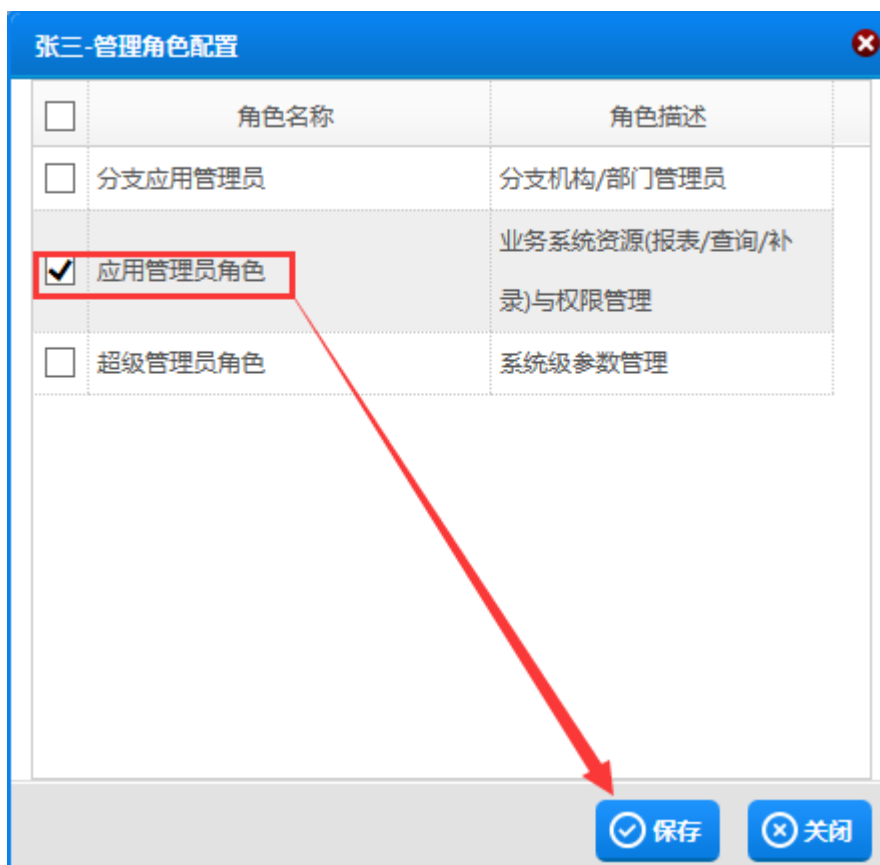 张三-管理角色配置
角色名称 角色描述
分支应用管理员 分支机构/部门管理员
应用管理员角色 业务系统资源(报表/查询/补
录)与权限管理
超级管理员角色 系统级参数管理
保存 关闭